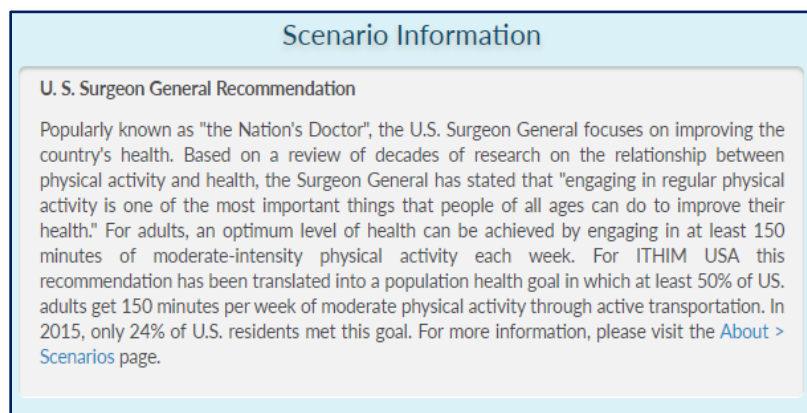 Scenario Information
U. S. Surgeon General Recommendation
Popularly known as "the Nation's Doctor", the U.S. Surgeon General focuses on improving the
country's health. Based on a review of decades of research on the relationship between
physical activity and health, the Surgeon General has stated that "engaging in regular physical
activity is one of the most important things that people of all ages can do to improve their
health." For adults, an optimum level of health can be achieved by engaging in at least 150
minutes of moderate-intensity physical activity each week. For ITHIM USA this
recommendation has been translated into a population health goal in which at least 50% of US.
adults get 150 minutes per week of moderate physical activity through active transportation. In
2015, only 24% of U.S. residents met this goal. For more information, please visit the About >
Scenarios page.